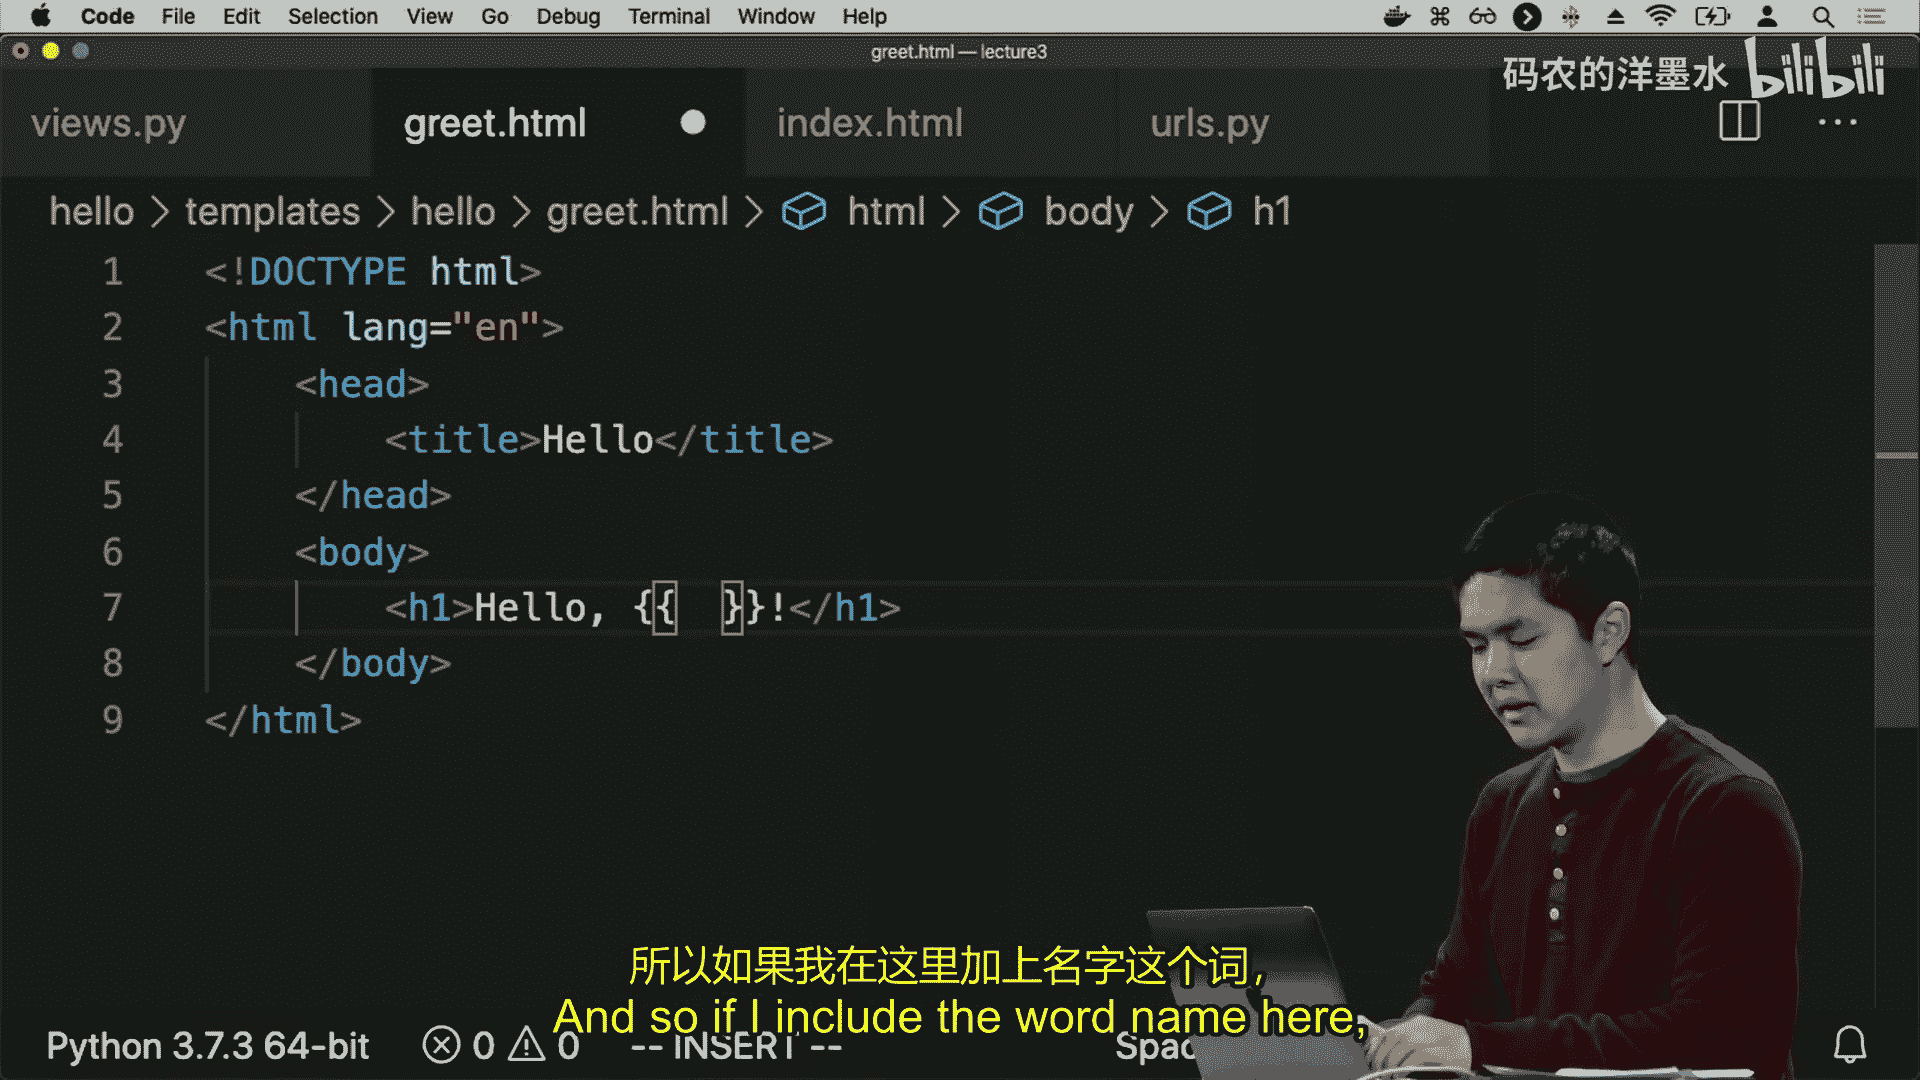 Code File Edit Selection View Go Debug Terminal Window Help
greet.html — lecture3
码农的洋墨水 bilibili
views.py greet.html index.html urls.py
hello > templates > hello > greet.html > html > body > h1
1 <!DOCTYPE html>
2 <html lang="en">
3 <head>
4 <title>Hello</title>
5 </head>
6 <body>
7 <h1>Hello, {{  }}!</h1>
8 </body>
9 </html>
所以如果我在这里加上名字这个词，
And so if I include the word name here,
Python 3.7.3 64-bit 0 0 -- INSERT --